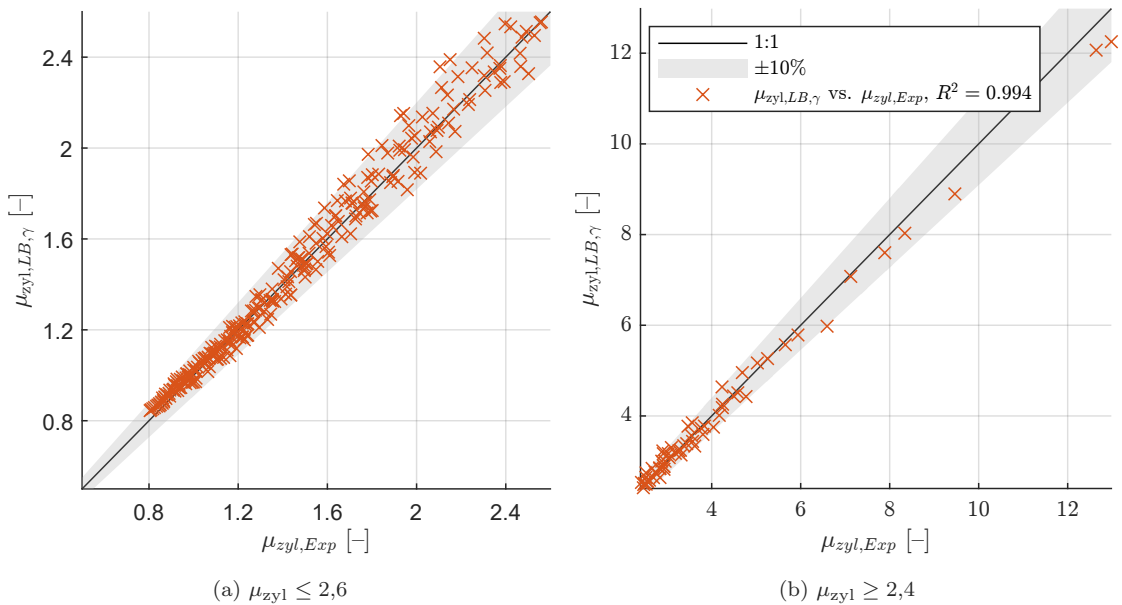 2.4
2
1.6
1.2
0.8
μzyl,LB,γ [–]
0.8 1.2 1.6 2 2.4
μzyl,Exp [–]
(a) μzyl ≤ 2,6
1:1
±10%
μzyl,LB,γ vs. μzyl,Exp, R² = 0.994
12
10
8
6
4
μzyl,LB,γ [–]
4 6 8 10 12
μzyl,Exp [–]
(b) μzyl ≥ 2,4